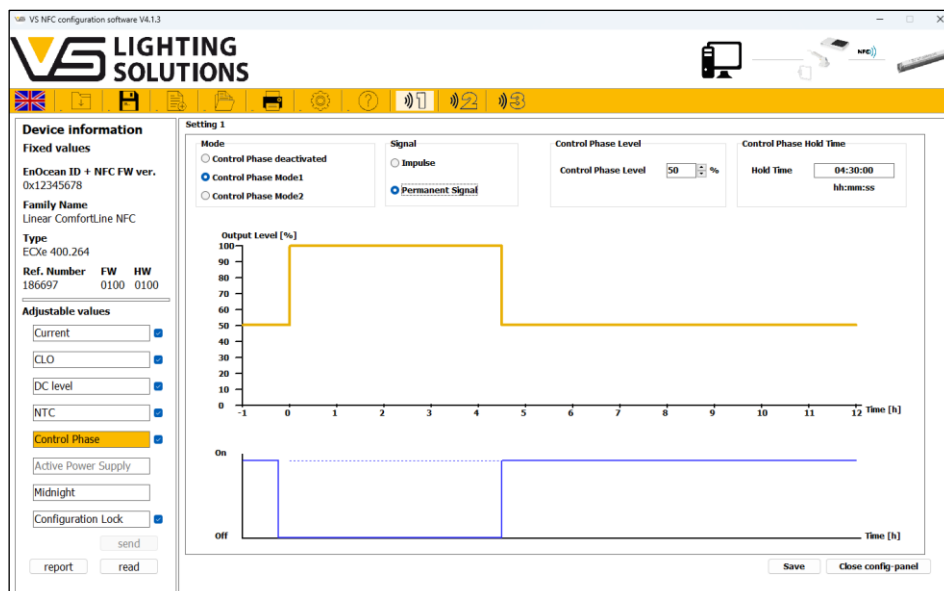 VS NFC configuration software V4.1.3
VS LIGHTING
SOLUTIONS
NFC
1 2 3
Device information
Fixed values
EnOcean ID + NFC FW ver.
0x12345678
Family Name
Linear ComfortLine NFC
Type
ECXe 400.264
Ref. Number FW HW
186697 0100 0100
Adjustable values
Current
CLO
DC level
NTC
Control Phase
Active Power Supply
Midnight
Configuration Lock
send
report read
Setting 1
Mode
Control Phase deactivated
Control Phase Mode1
Control Phase Mode2
Signal
Impulse
Permanent Signal
Control Phase Level
Control Phase Level 50 %
Control Phase Hold Time
Hold Time 04:30:00
hh:mm:ss
Output Level [%]
100
90
80
70
60
50
40
30
20
10
0
-1 0 1 2 3 4 5 6 7 8 9 10 11 12 Time [h]
On
Off Time [h]
Save Close config-panel